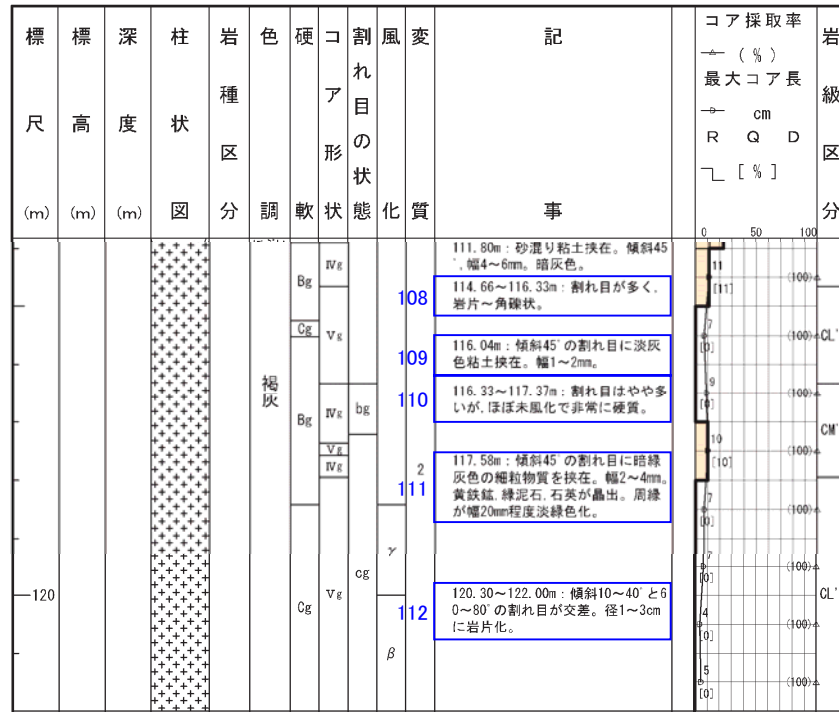 標尺(m)
標高(m)
深度(m)
柱状図
岩種区分
色調
硬軟
コア形状
割れ目の状態
風化
変質
記事
コア採取率
(%)
最大コア長
cm
R Q D
[%]
岩級区分
0 50 100
111.80m：砂混り粘土挟在。傾斜45
°,幅4～6mm。暗灰色。
108
114.66～116.33m：割れ目が多く,
岩片～角礫状。
109
116.04m：傾斜45°の割れ目に淡灰
色粘土挟在。幅1～2mm。
110
116.33～117.37m：割れ目はやや多
いが,ほぼ未風化で非常に硬質。
111
117.58m：傾斜45°の割れ目に暗緑
灰色の細粒物質を挟在。幅2～4mm。
黄鉄鉱,緑泥石,石英が晶出。周縁
が幅20mm程度淡緑色化。
112
120.30～122.00m：傾斜10～40°と6
0～80°の割れ目が交差。径1～3cm
に岩片化。
-120
褐灰
Bg
Cg
Bg
Cg
Ⅳg
Ⅴg
Ⅳg
Ⅴg
Ⅳg
Ⅴg
bg
cg
γ
β
2
11
[11]
(100)
7
[0]
(100)
9
[0]
(100)
10
[10]
(100)
7
[0]
(100)
7
[0]
(100)
4
[0]
(100)
5
[0]
(100)
CL'
CM'
CL'